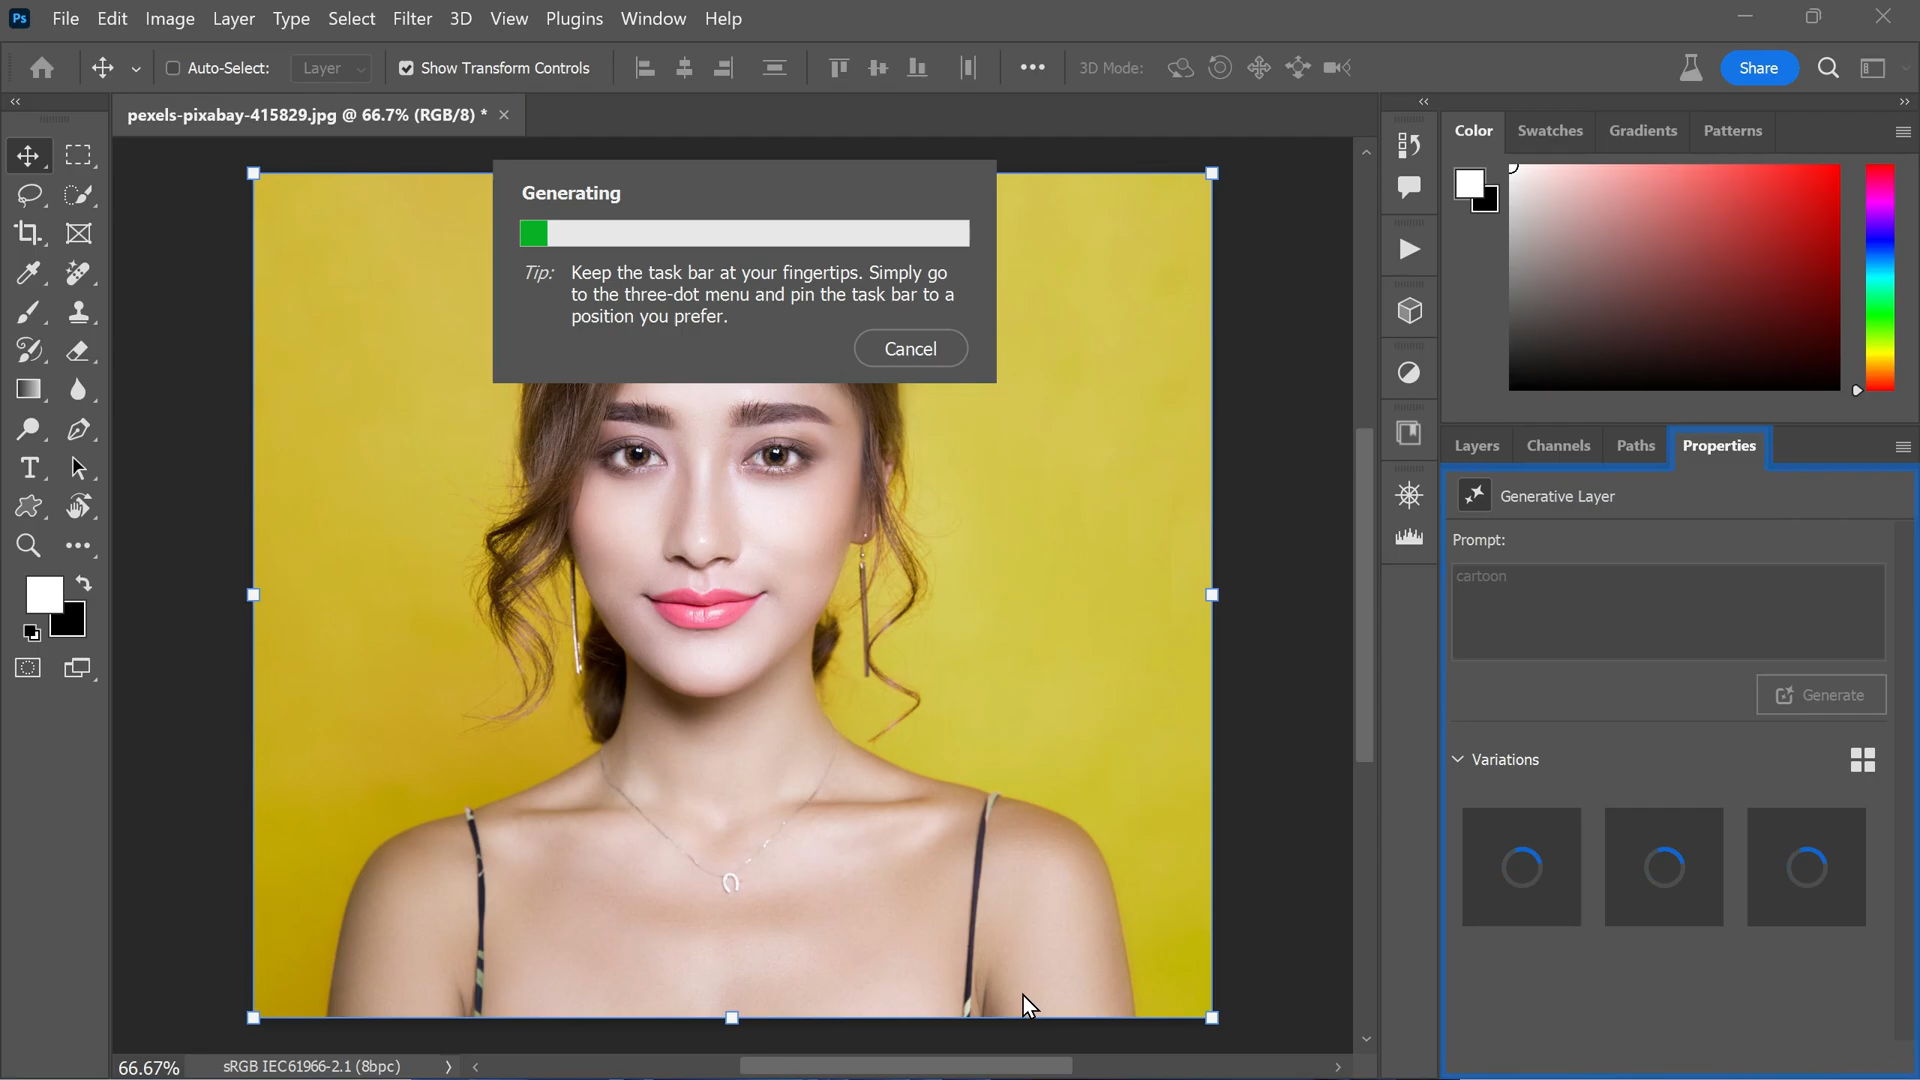 Ps File Edit Image Layer Type Select Filter 3D View Plugins Window Help
Auto-Select: Layer Show Transform Controls 3D Mode: Share
pexels-pixabay-415829.jpg @ 66.7% (RGB/8) *
Color Swatches Gradients Patterns
Generating
Tip: Keep the task bar at your fingertips. Simply go
to the three-dot menu and pin the task bar to a
position you prefer.
Cancel
Layers Channels Paths Properties
Generative Layer
Prompt:
cartoon
Generate
Variations
66.67% sRGB IEC61966-2.1 (8bpc)